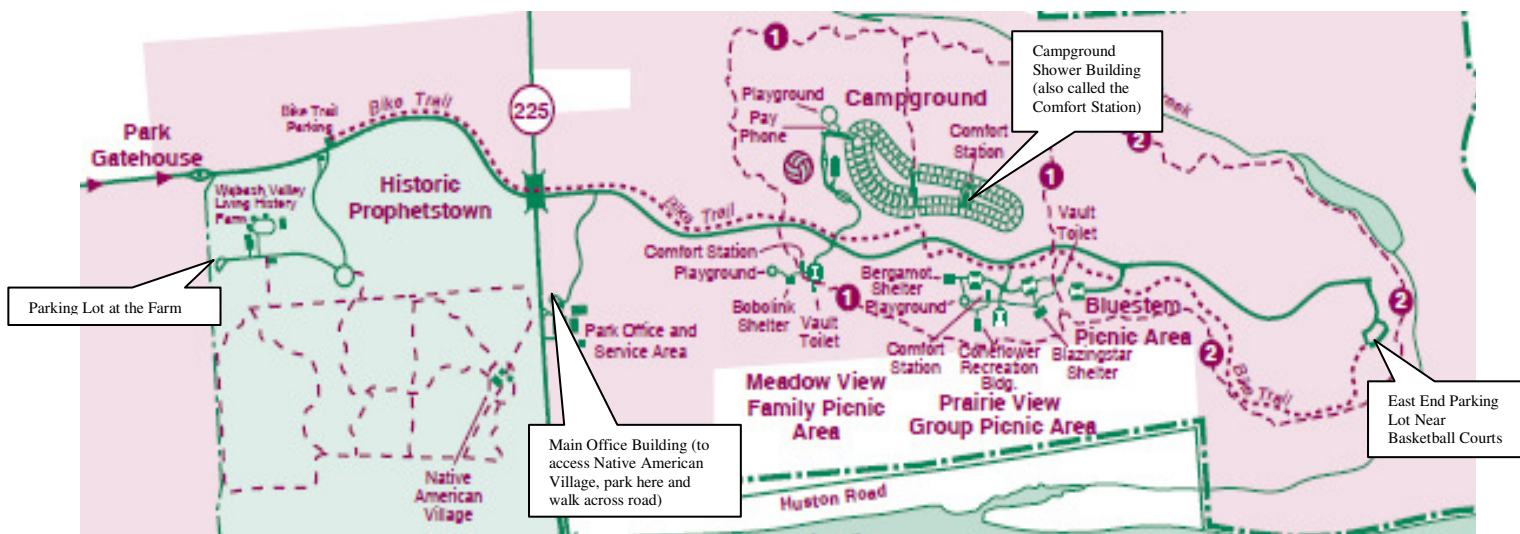 1
Campground
Shower Building
(also called the
Comfort Station)
225
Bike Trail
Bike Trail
Parking
Playground
Campground
Pay
Phone
Comfort
Station
reek
2
Park
Gatehouse
Historic
Prophetstown
Wabash Valley
Living History
Farm
1
Bike Trail
Vault
Toilet
Comfort Station
Playground
Bergamot
Shelter
Playground
Parking Lot at the Farm
1
Bobolink
Shelter
Vault
Toilet
Bluestem
Picnic Area
2
Park Office and
Service Area
Comfort
Station
Coneflower
Recreation
Bldg.
Blazingstar
Shelter
2
Bike Trail
Meadow View
Family Picnic
Area
Prairie View
Group Picnic Area
East End Parking
Lot Near
Basketball Courts
Main Office Building (to
access Native American
Village, park here and
walk across road)
Native
American
Village
Huston Road